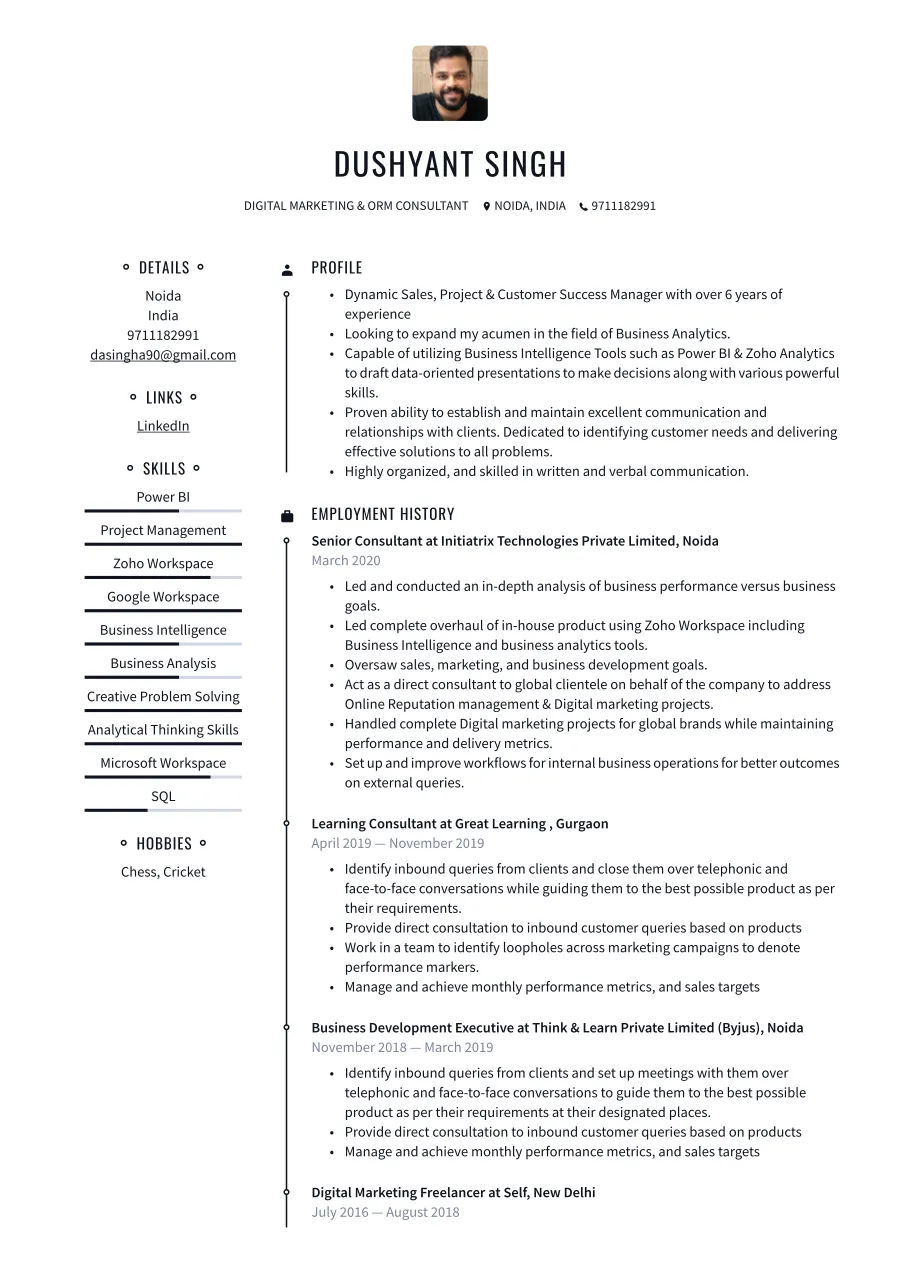 DUSHYANT SINGH
DIGITAL MARKETING & ORM CONSULTANT NOIDA, INDIA 9711182991
DETAILS
Noida
India
9711182991
dasingha90@gmail.com
LINKS
LinkedIn
SKILLS
Power BI
Project Management
Zoho Workspace
Google Workspace
Business Intelligence
Business Analysis
Creative Problem Solving
Analytical Thinking Skills
Microsoft Workspace
SQL
HOBBIES
Chess, Cricket
PROFILE
• Dynamic Sales, Project & Customer Success Manager with over 6 years of
experience
• Looking to expand my acumen in the field of Business Analytics.
• Capable of utilizing Business Intelligence Tools such as Power BI & Zoho Analytics
to draft data-oriented presentations to make decisions along with various powerful
skills.
• Proven ability to establish and maintain excellent communication and
relationships with clients. Dedicated to identifying customer needs and delivering
effective solutions to all problems.
• Highly organized, and skilled in written and verbal communication.
EMPLOYMENT HISTORY
Senior Consultant at Initiatrix Technologies Private Limited, Noida
March 2020
• Led and conducted an in-depth analysis of business performance versus business
goals.
• Led complete overhaul of in-house product using Zoho Workspace including
Business Intelligence and business analytics tools.
• Oversaw sales, marketing, and business development goals.
• Act as a direct consultant to global clientele on behalf of the company to address
Online Reputation management & Digital marketing projects.
• Handled complete Digital marketing projects for global brands while maintaining
performance and delivery metrics.
• Set up and improve workflows for internal business operations for better outcomes
on external queries.
Learning Consultant at Great Learning , Gurgaon
April 2019 — November 2019
• Identify inbound queries from clients and close them over telephonic and
face-to-face conversations while guiding them to the best possible product as per
their requirements.
• Provide direct consultation to inbound customer queries based on products
• Work in a team to identify loopholes across marketing campaigns to denote
performance markers.
• Manage and achieve monthly performance metrics, and sales targets
Business Development Executive at Think & Learn Private Limited (Byjus), Noida
November 2018 — March 2019
• Identify inbound queries from clients and set up meetings with them over
telephonic and face-to-face conversations to guide them to the best possible
product as per their requirements at their designated places.
• Provide direct consultation to inbound customer queries based on products
• Manage and achieve monthly performance metrics, and sales targets
Digital Marketing Freelancer at Self, New Delhi
July 2016 — August 2018